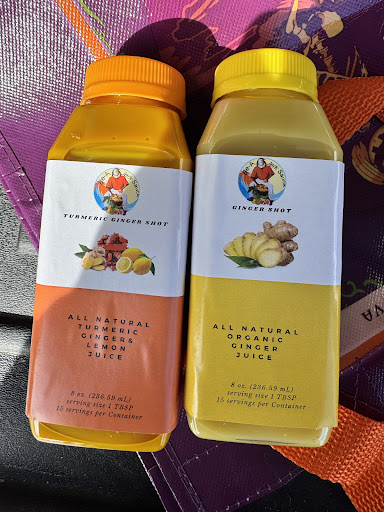 TURMERIC GINGER SHOT
ALL NATURAL
TURMERIC
GINGER&
LEMON
JUICE
8 oz. (236.59 mL)
serving size 1 TBSP
15 servings per Container
GINGER SHOT
ALL NATURAL
ORGANIC
GINGER
JUICE
8 oz. (236.59 mL)
serving size 1 TBSP
15 servings per Container